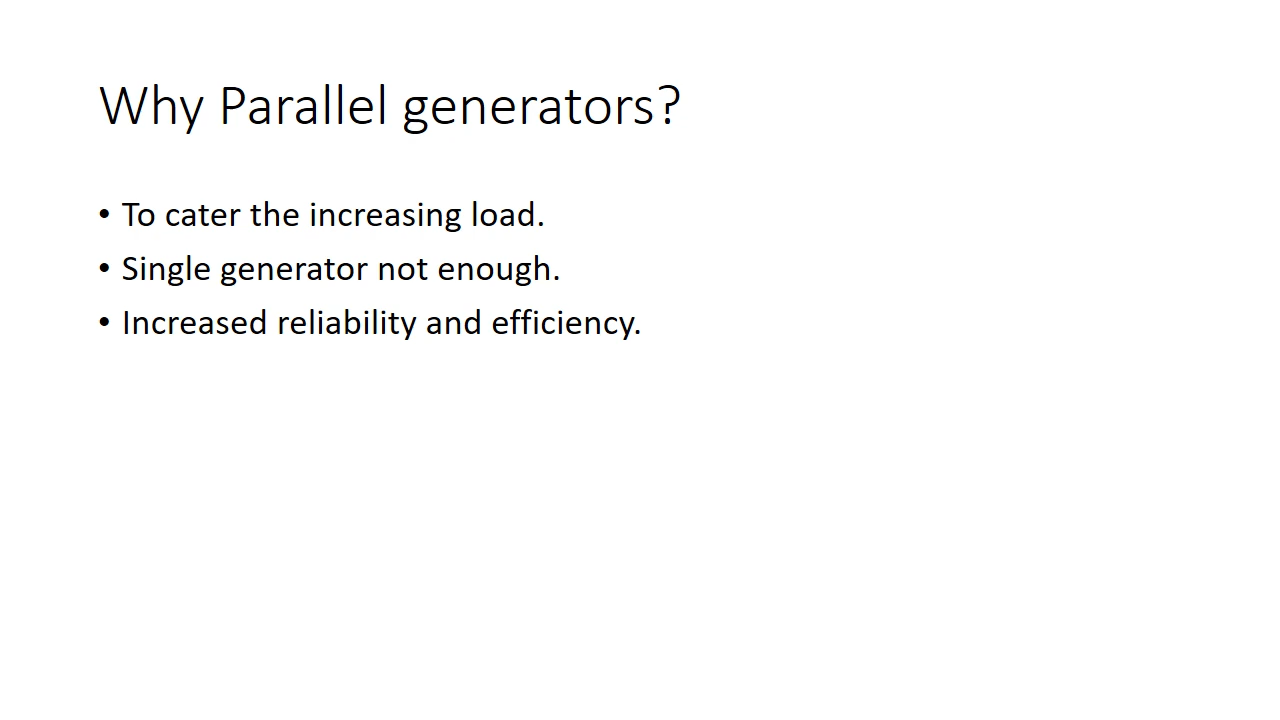 Why Parallel generators?
• To cater the increasing load.
• Single generator not enough.
• Increased reliability and efficiency.